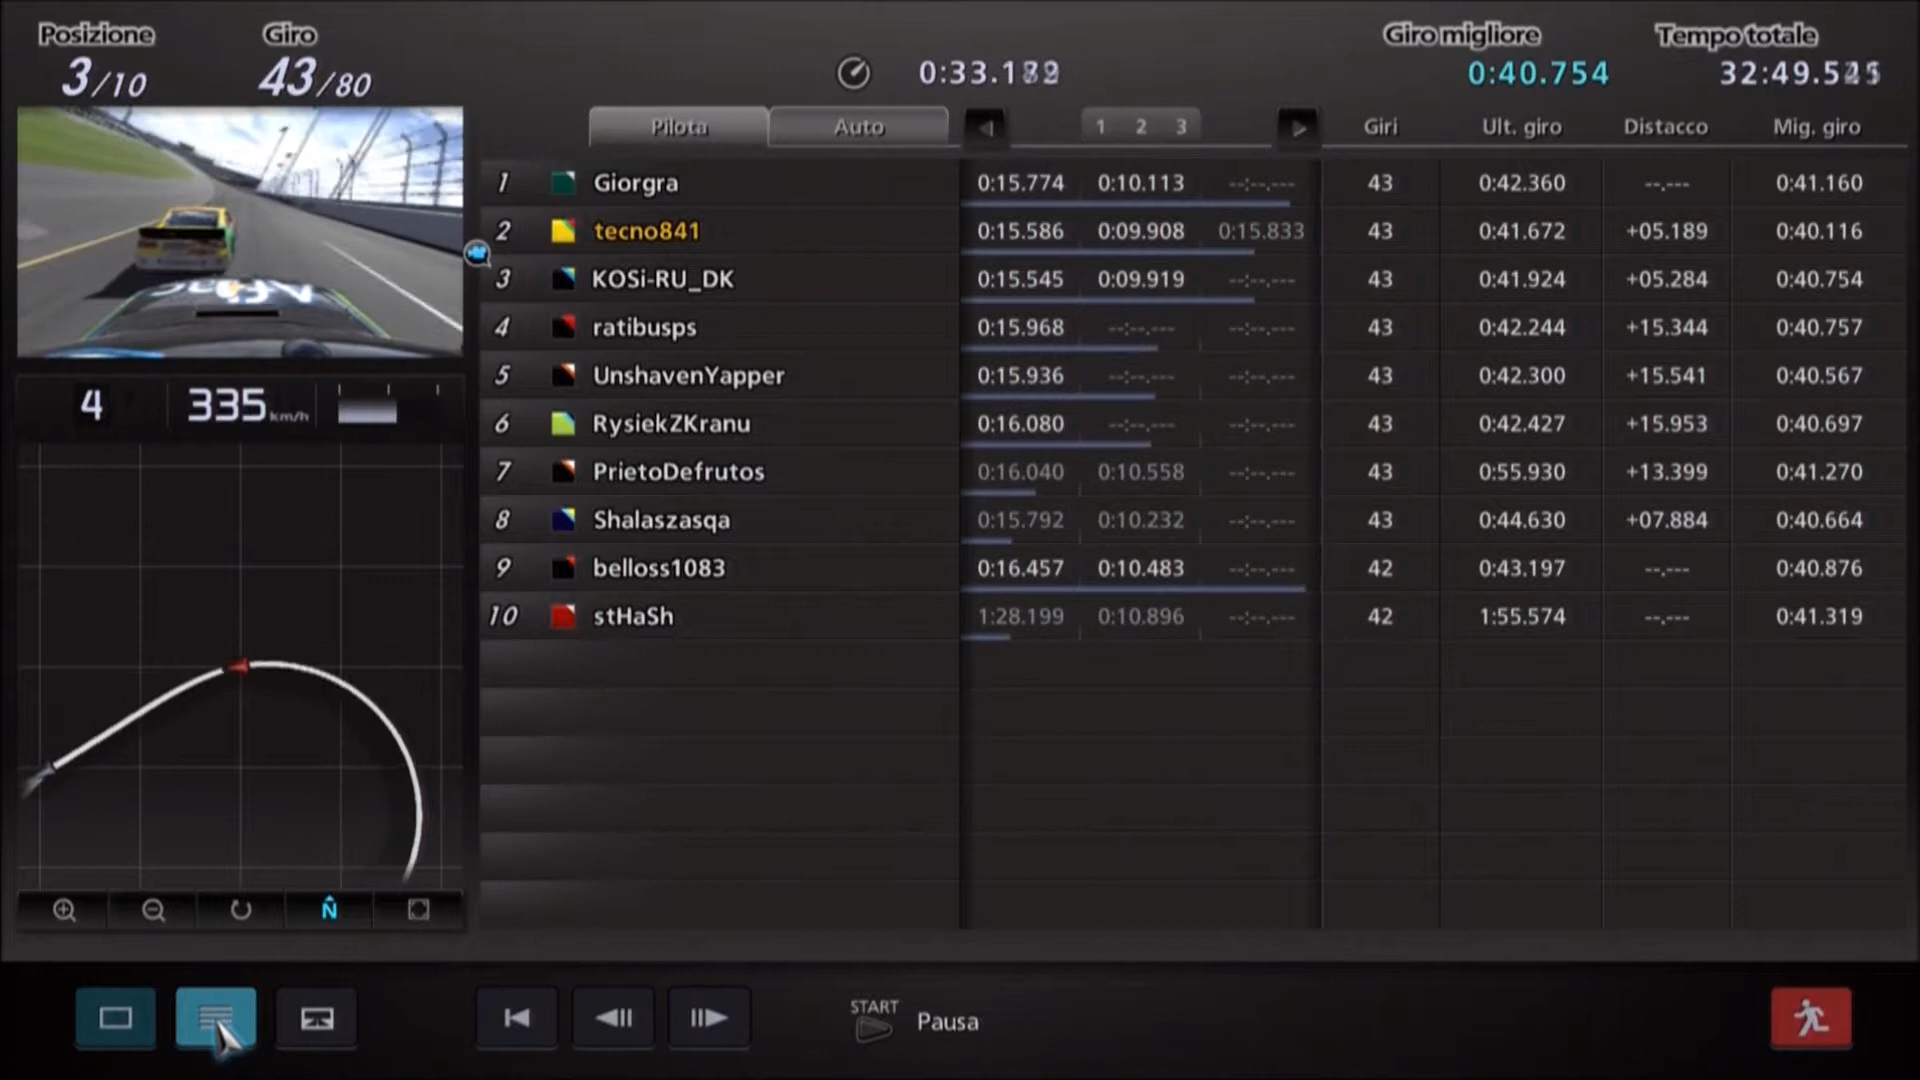 Posizione Giro Giro migliore Tempo totale
3/10 43/80 0:33.1 0:40.754 32:49.5
Pilota Auto 1 2 3 Giri Ult. giro Distacco Mig. giro
1 Giorgra 0:15.774 0:10.113 --:--.--- 43 0:42.360 --.--- 0:41.160
2 tecno841 0:15.586 0:09.908 0:15.833 43 0:41.672 +05.189 0:40.116
3 KOSi-RU_DK 0:15.545 0:09.919 --:--.--- 43 0:41.924 +05.284 0:40.754
4 ratibusps 0:15.968 --:--.--- --:--.--- 43 0:42.244 +15.344 0:40.757
5 UnshavenYapper 0:15.936 --:--.--- --:--.--- 43 0:42.300 +15.541 0:40.567
6 RysiekZKranu 0:16.080 --:--.--- --:--.--- 43 0:42.427 +15.953 0:40.697
7 PrietoDefrutos 0:16.040 0:10.558 --:--.--- 43 0:55.930 +13.399 0:41.270
8 Shalaszasqa 0:15.792 0:10.232 --:--.--- 43 0:44.630 +07.884 0:40.664
9 belloss1083 0:16.457 0:10.483 --:--.--- 42 0:43.197 --.--- 0:40.876
10 stHaSh 1:28.199 0:10.896 --:--.--- 42 1:55.574 --.--- 0:41.319
4 335 km/h
N
START
Pausa